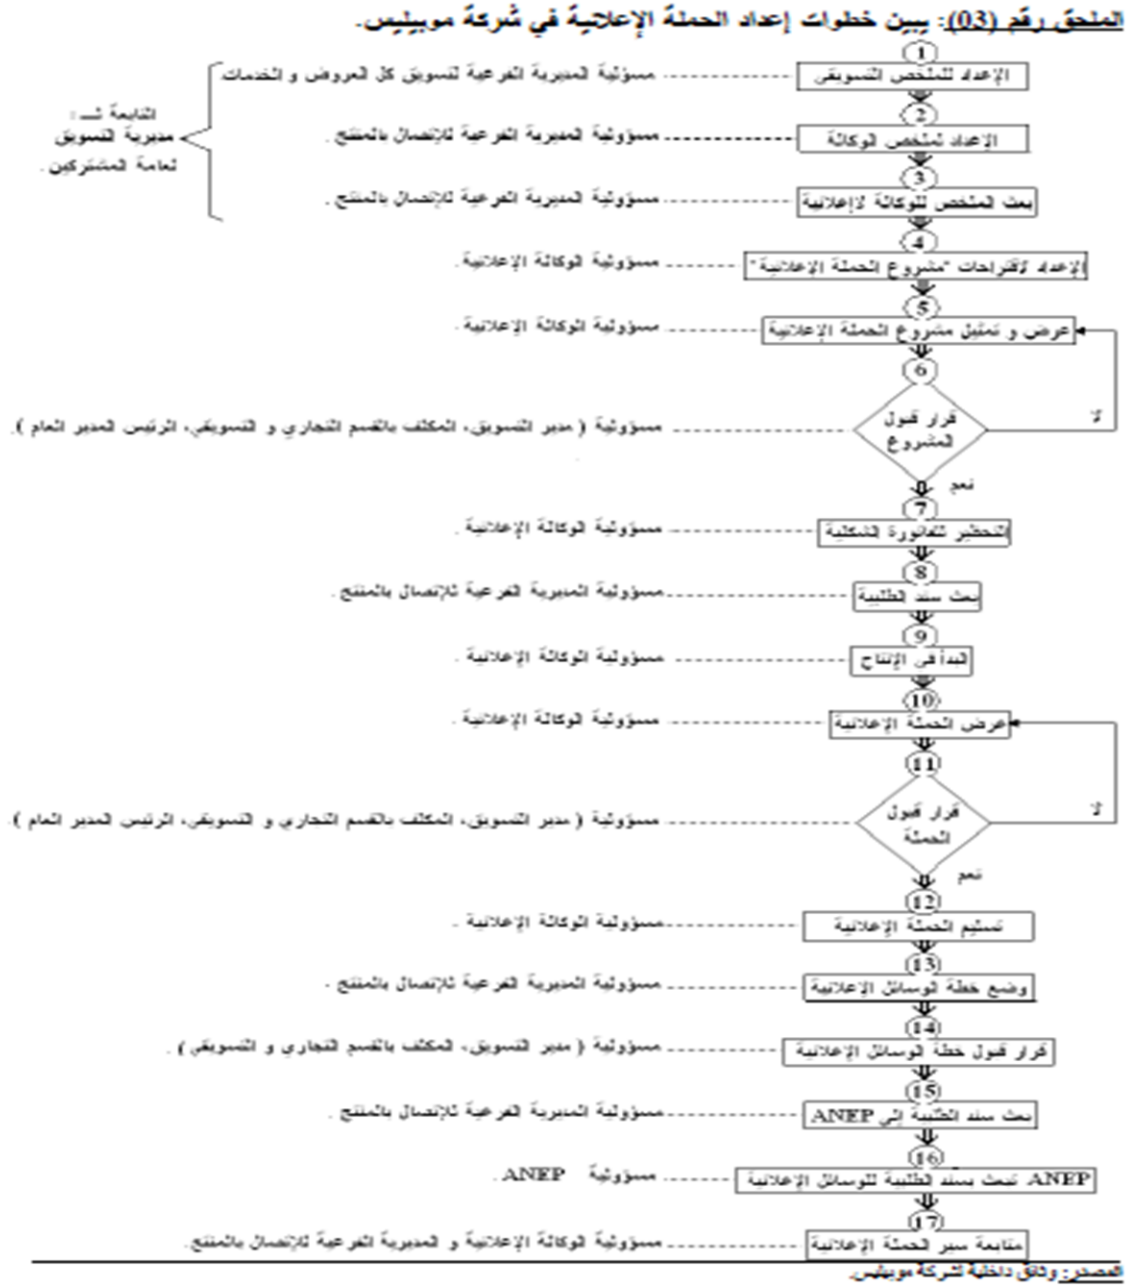 الملحق رقم (03): يبين خطوات إعداد الحملة الإعلانية في شركة موبيليس.
1
الإعداد للملخص التسويقي
مسؤولية المديرية الفرعية لتسويق كل العروض و الخدمات
التابعة لـــ :
مديرية التسويق
لعامة المشتركين .
2
الإعداد لملخص الوكالة
مسؤولية المديرية الفرعية للإتصال بالمنتج .
3
بعث الملخص للوكالة لاإعلانية
مسؤولية المديرية الفرعية للإتصال بالمنتج .
4
الإعداد لاقتراحات "مشروع الحملة الإعلانية"
مسؤولية الوكالة الإعلانية .
5
عرض و تمثيل مشروع الحملة الإعلانية
مسؤولية الوكالة الإعلانية .
6
قرار قبول
المشروع
لا
مسؤولية ( مدير التسويق، المكلف بالقسم التجاري و التسويقي، الرئيس المدير العام ).
نعم
7
التحظير للفاتورة الشكلية
مسؤولية الوكالة الإعلانية .
8
بعث سند الطلبية
مسؤولية المديرية الفرعية للإتصال بالمنتج .
9
البدأ في الإنتاج
مسؤولية الوكالة الإعلانية .
10
عرض الحملة الإعلانية
مسؤولية الوكالة الإعلانية .
11
قرار قبول
الحملة
لا
مسؤولية ( مدير التسويق، المكلف بالقسم التجاري و التسويقي، الرئيس المدير العام ).
نعم
12
تسليم الحملة الإعلانية
مسؤولية الوكالة الإعلانية .
13
وضع خطة الوسائل الإعلانية
مسؤولية المديرية الفرعية للإتصال بالمنتج .
14
قرار قبول خطة الوسائل الإعلانية
مسؤولية ( مدير التسويق، المكلف بالقسم التجاري و التسويقي ) .
15
بعث سند الطلبية إلى ANEP
مسؤولية المديرية الفرعية للإتصال بالمنتج .
16
ANEP تبعث بسند الطلبية للوسائل الإعلانية
مسؤولية ANEP .
17
متابعة سير الحملة الإعلانية
مسؤولية الوكالة الإعلانية و المديرية الفرعية للإتصال بالمنتج.
المصدر: وثائق داخلية لشركة موبيليس.